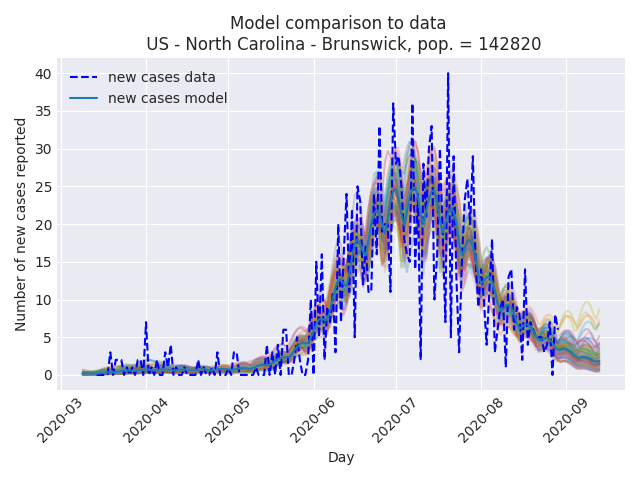 Model comparison to data
US - North Carolina - Brunswick, pop. = 142820
new cases data
new cases model
Number of new cases reported
40
35
30
25
20
15
10
5
0
2020-03
2020-04
2020-05
2020-06
2020-07
2020-08
2020-09
Day